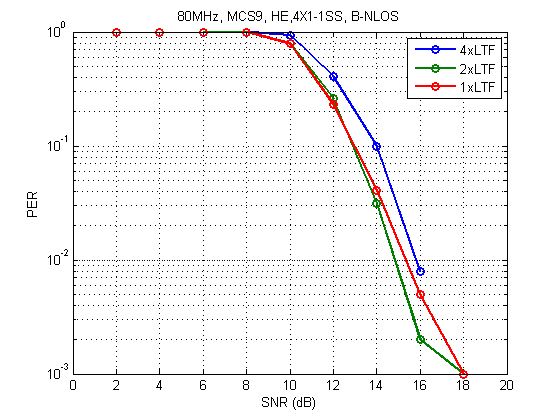 80MHz, MCS9, HE,4X1-1SS, B-NLOS
10^0
10^-1
10^-2
10^-3
PER
4xLTF
2xLTF
1xLTF
0 2 4 6 8 10 12 14 16 18 20
SNR (dB)